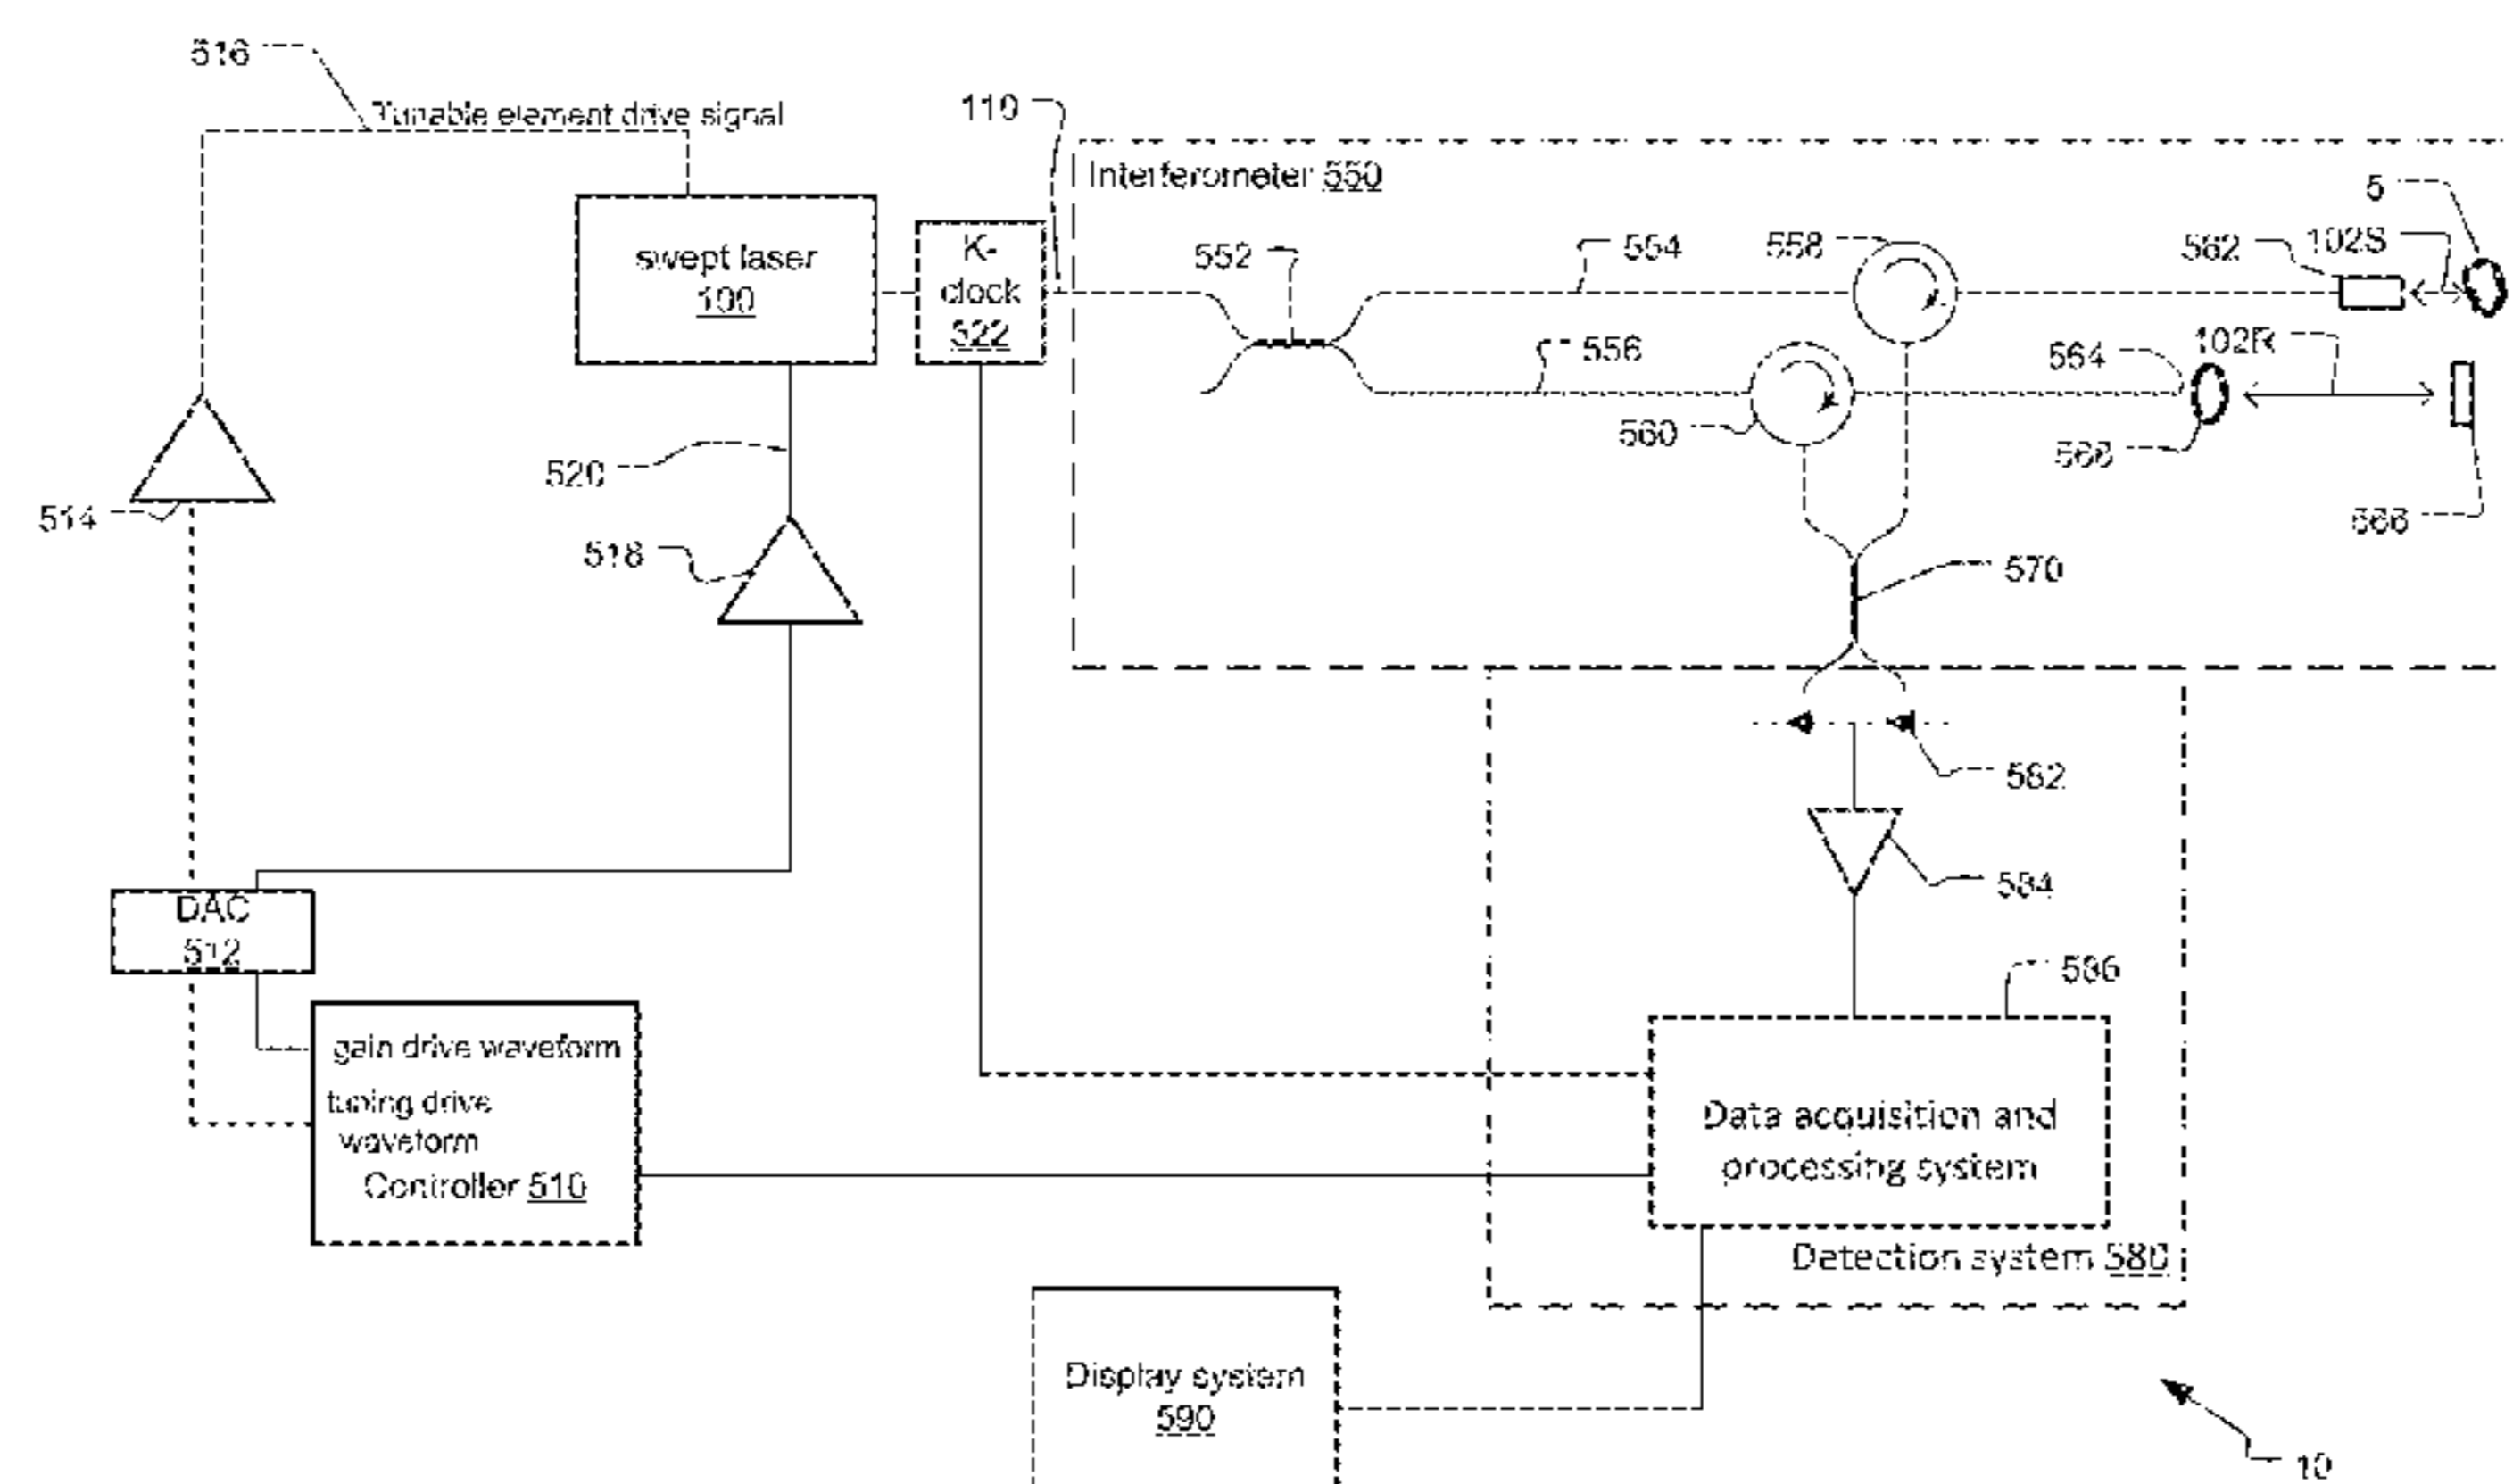 516
Tunable element drive signal
110
Interferometer 550
5
swept laser
100
K-
clock
522
552
554
558
562
102S
556
560
564
102R
568
566
520
514
518
570
582
584
DAC
512
586
gain drive waveform
tuning drive
waveform
Controller 510
Data acquisition and
processing system
Detection system 580
Display system
590
10